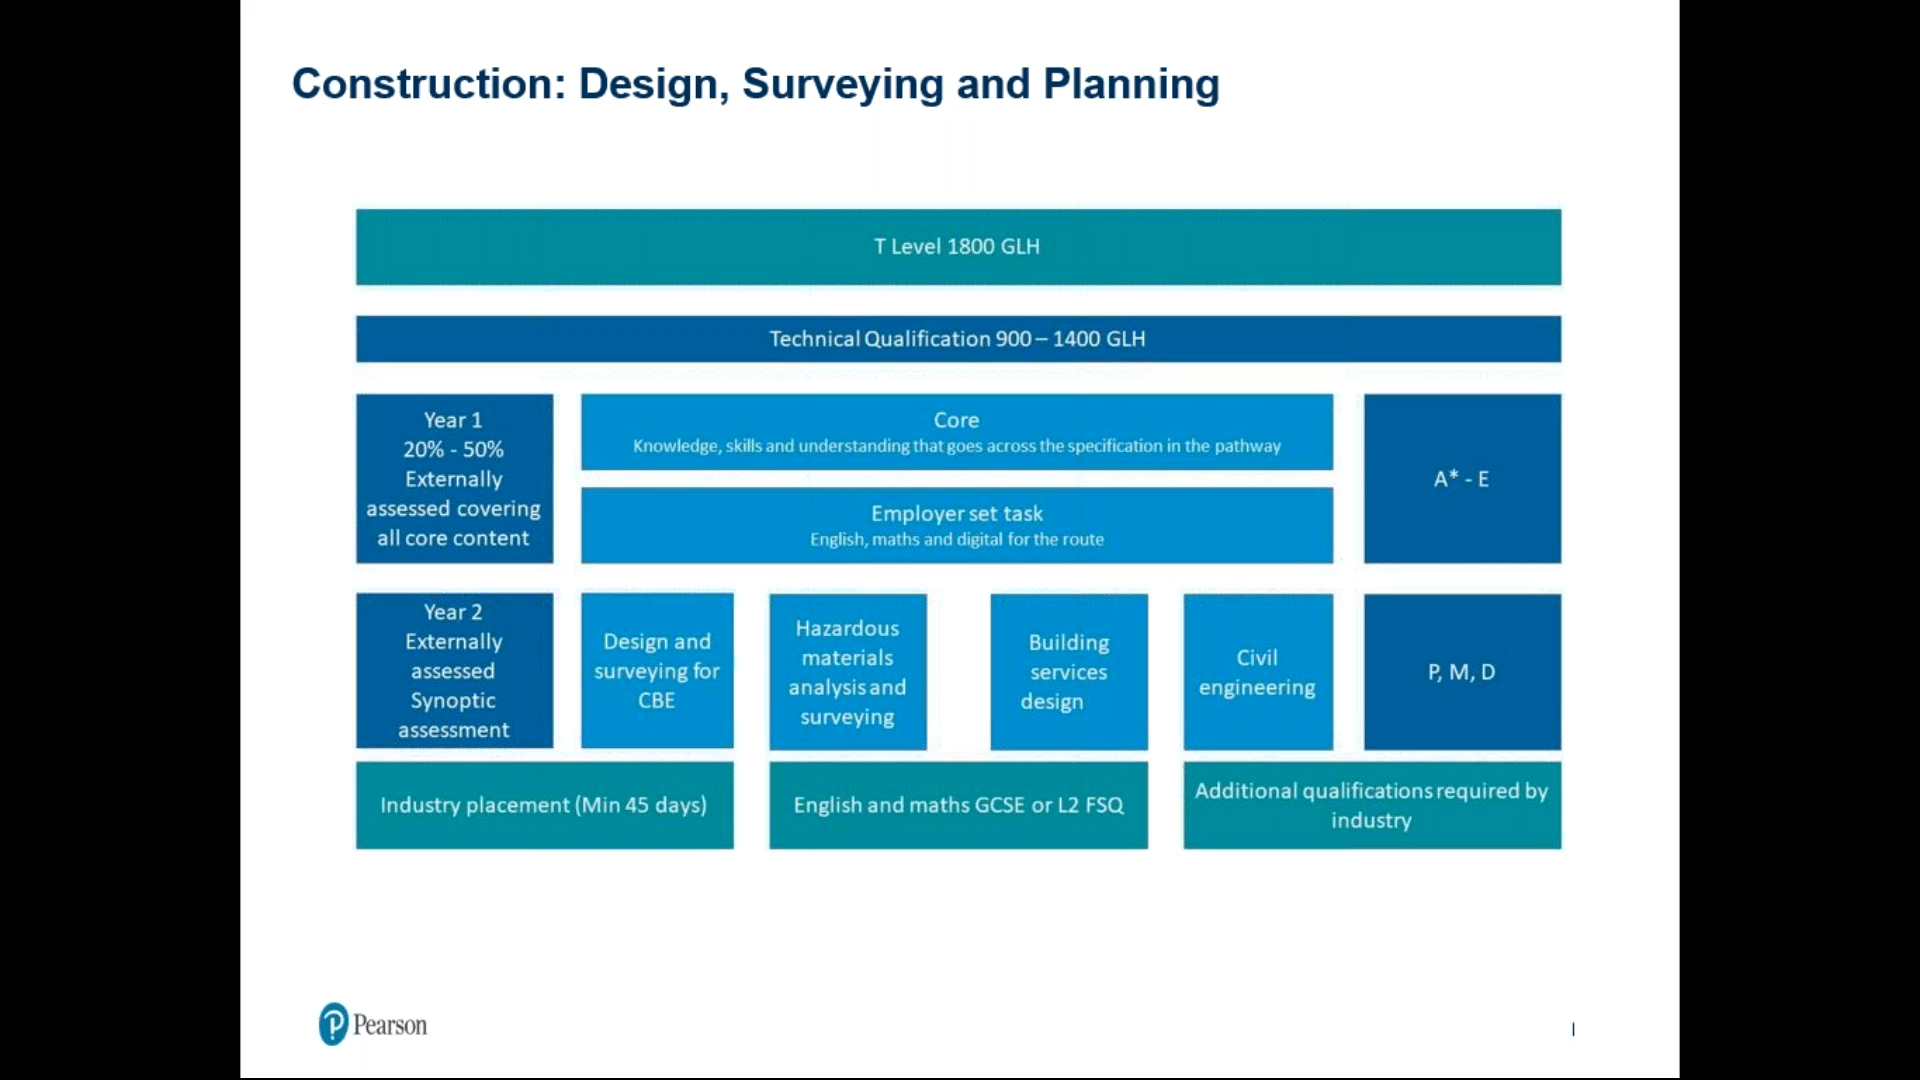 Construction: Design, Surveying and Planning
T Level 1800 GLH
Technical Qualification 900 – 1400 GLH
Year 1
20% - 50%
Externally
assessed covering
all core content
Core
Knowledge, skills and understanding that goes across the specification in the pathway
Employer set task
English, maths and digital for the route
A* - E
Year 2
Externally
assessed
Synoptic
assessment
Design and
surveying for
CBE
Hazardous
materials
analysis and
surveying
Building
services
design
Civil
engineering
P, M, D
Industry placement (Min 45 days)
English and maths GCSE or L2 FSQ
Additional qualifications required by
industry
Pearson